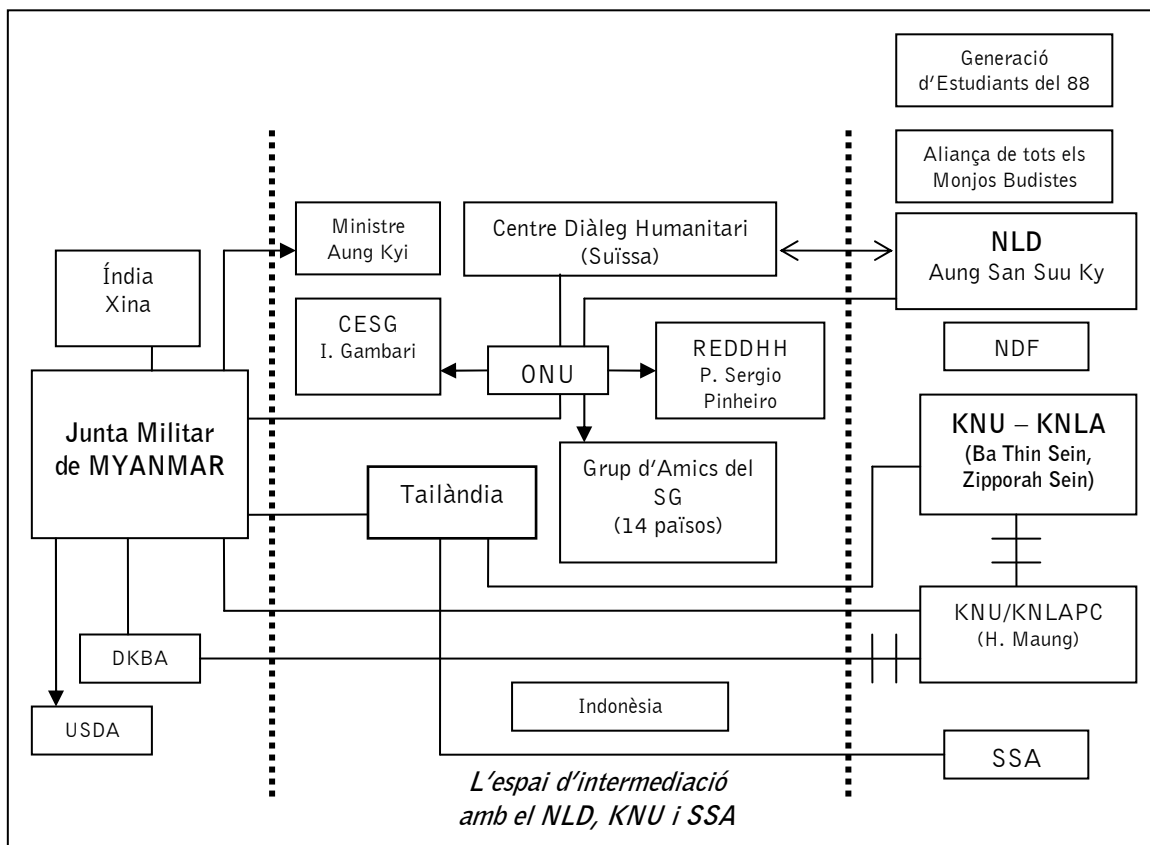 Generació
d'Estudiants del 88
Aliança de tots els
Monjos Budistes
Ministre
Aung Kyi
Centre Diàleg Humanitari
(Suïssa)
NLD
Aung San Suu Ky
Índia
Xina
CESG
I. Gambari
ONU
REDDHH
P. Sergio
Pinheiro
NDF
Junta Militar
de MYANMAR
Tailàndia
Grup d'Amics del
SG
(14 països)
KNU – KNLA
(Ba Thin Sein,
Zipporah Sein)
KNU/KNLAPC
(H. Maung)
DKBA
Indonèsia
USDA
SSA
L'espai d'intermediació
amb el NLD, KNU i SSA